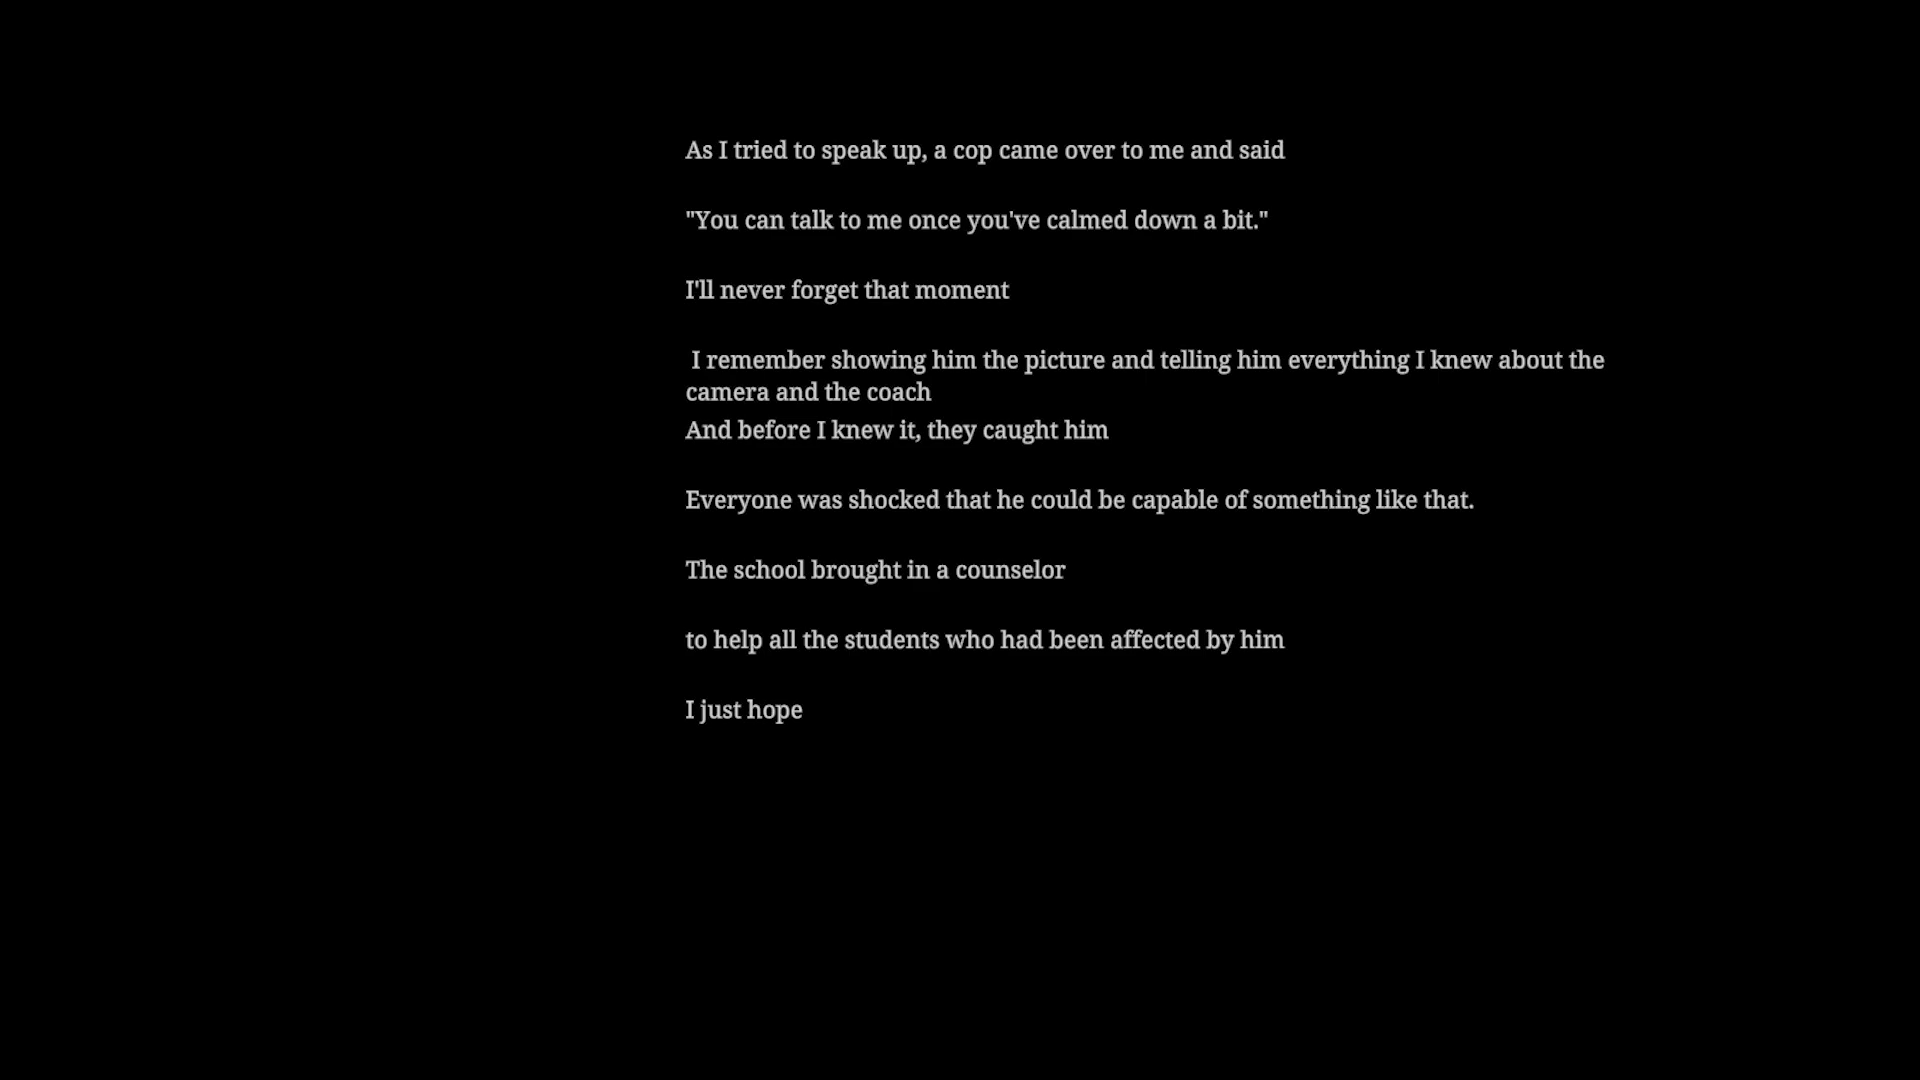 As I tried to speak up, a cop came over to me and said
"You can talk to me once you've calmed down a bit."
I'll never forget that moment
I remember showing him the picture and telling him everything I knew about the
camera and the coach
And before I knew it, they caught him
Everyone was shocked that he could be capable of something like that.
The school brought in a counselor
to help all the students who had been affected by him
I just hope